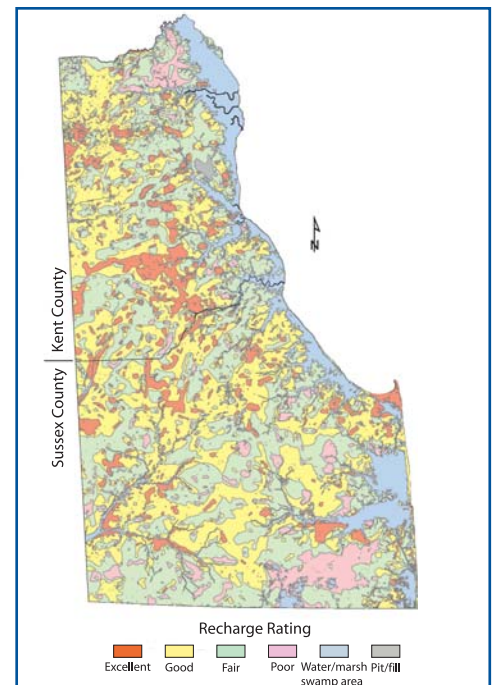 N
Sussex County | Kent County
Recharge Rating
Excellent Good Fair Poor Water/marsh Pit/fill
swamp area